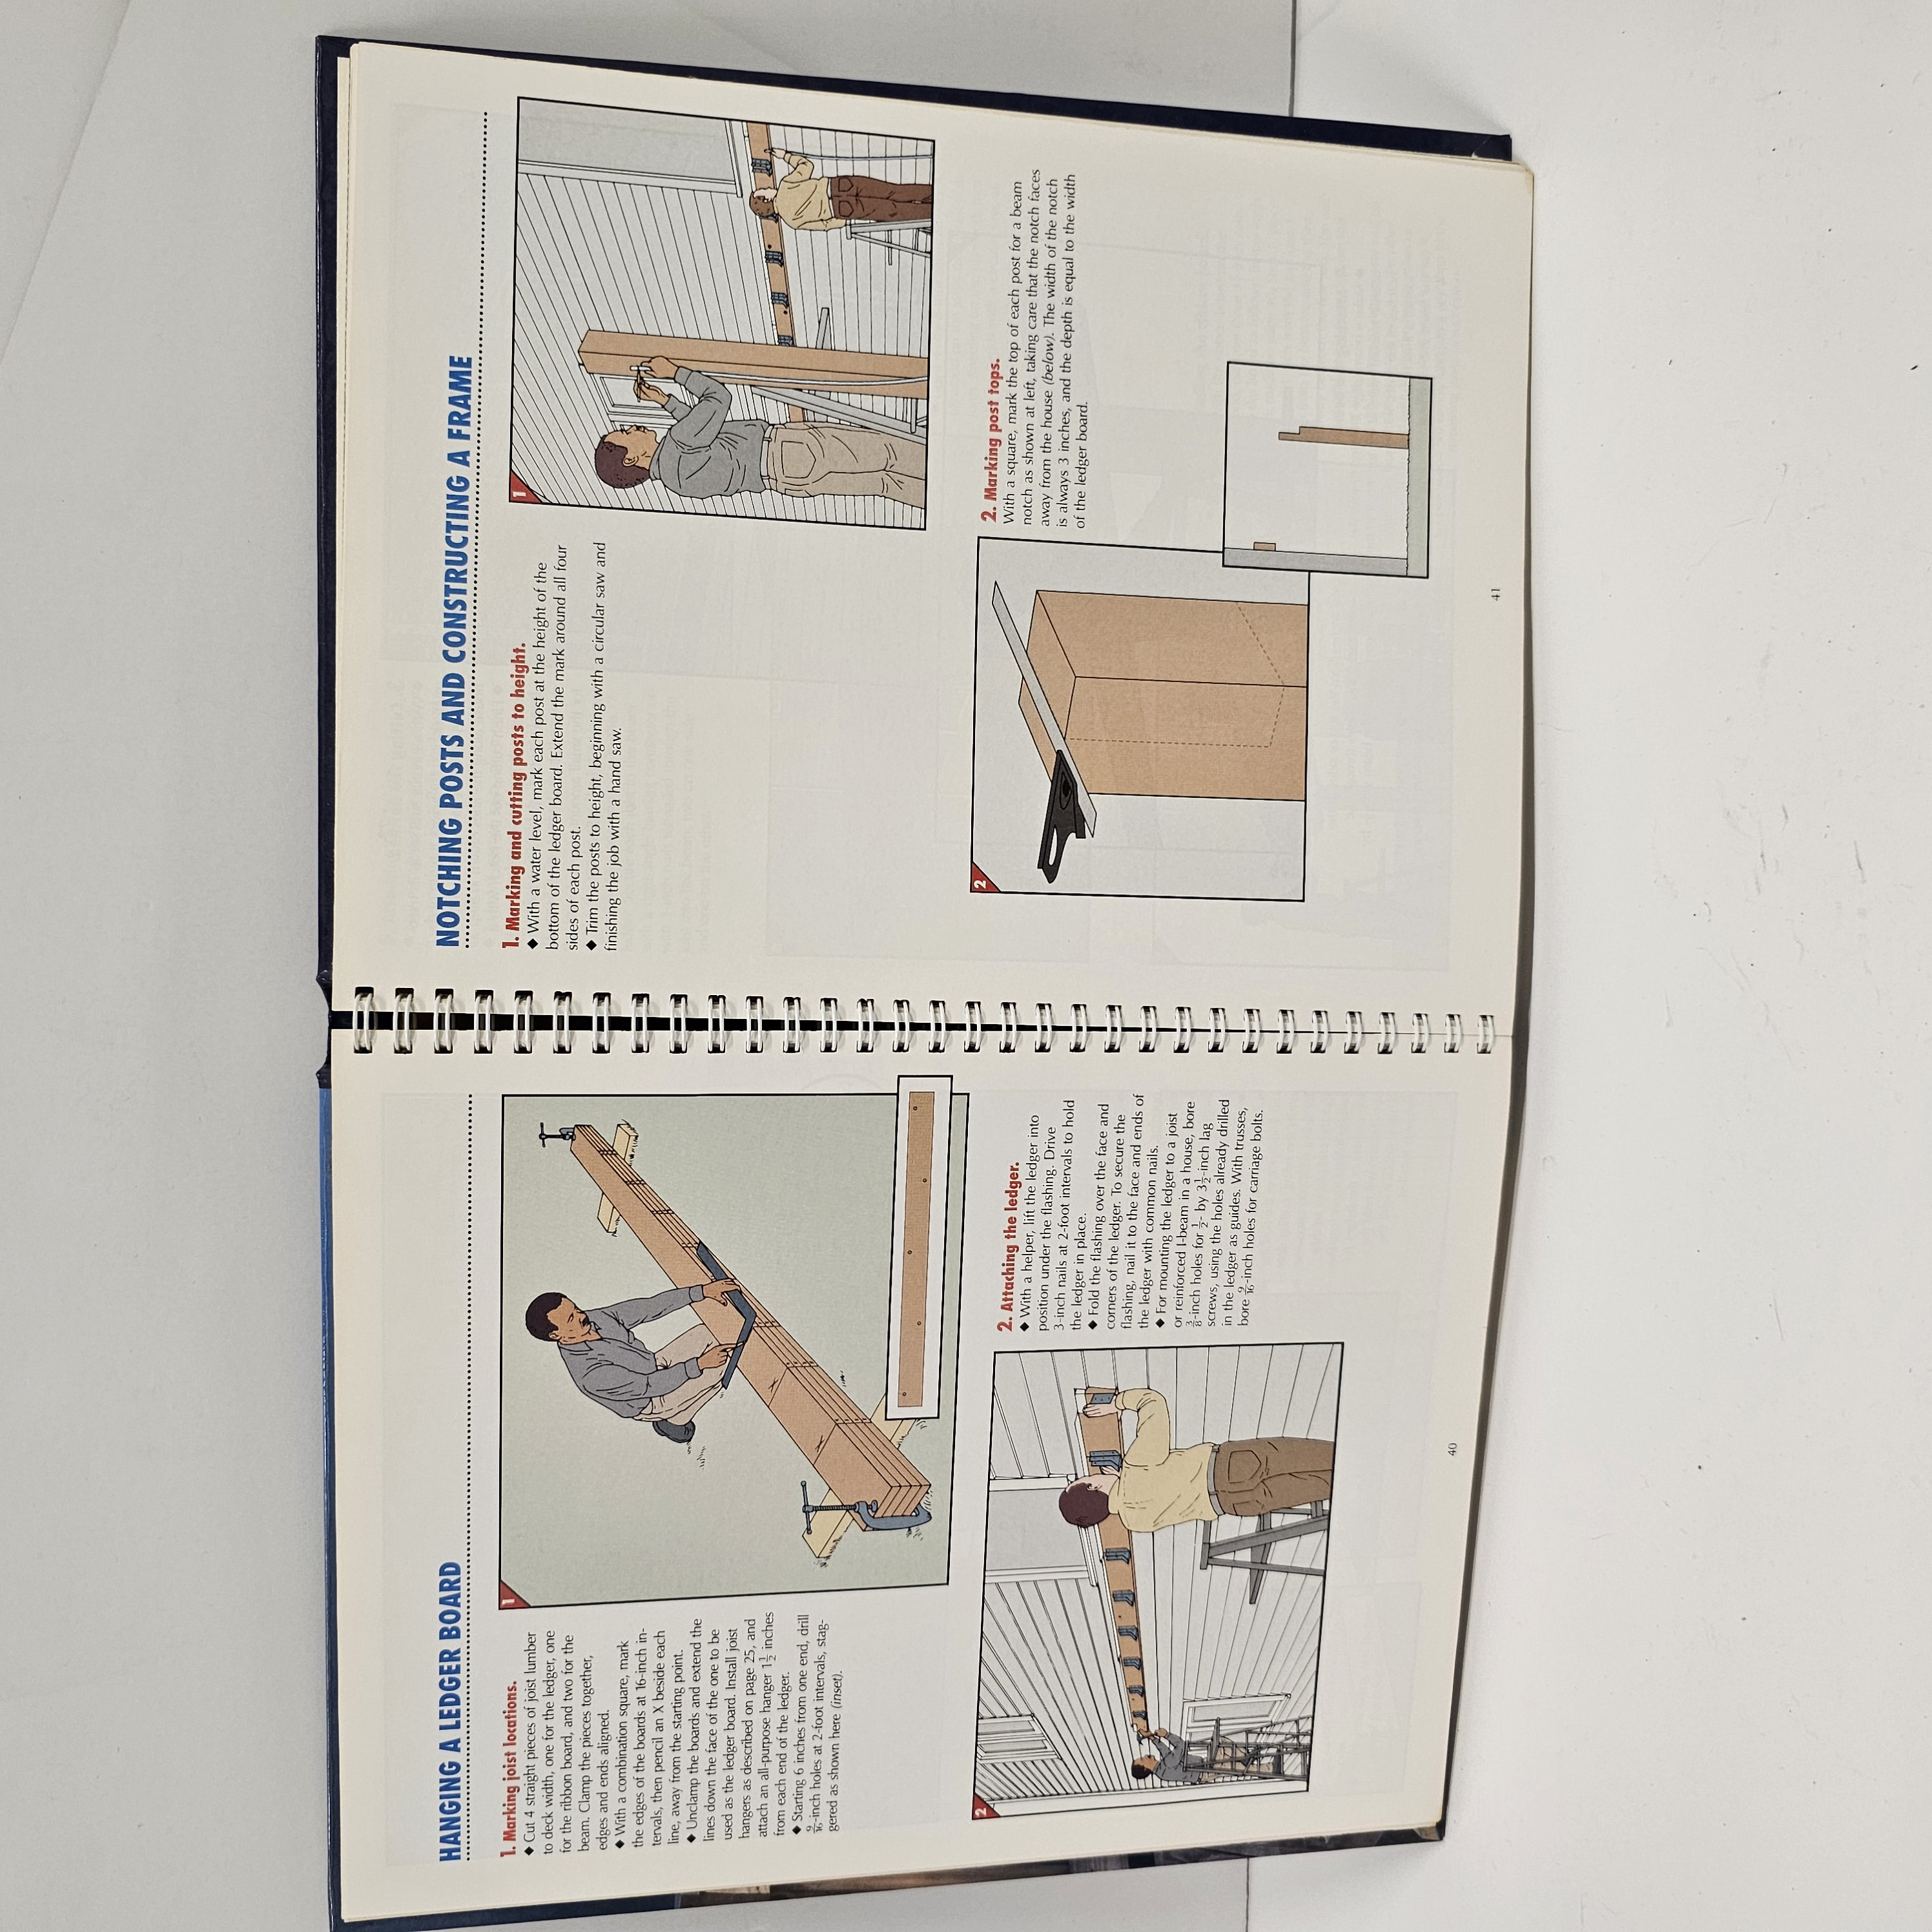 HANGING A LEDGER BOARD
1. Marking joist locations.
◆ Cut 4 straight pieces of joist lumber
to deck width, one for the ledger, one
for the ribbon board, and two for the
beam. Clamp the pieces together,
edges and ends aligned.
◆ With a combination square, mark
the edges of the boards at 16-inch in-
tervals, then pencil an X beside each
line, away from the starting point.
◆ Unclamp the boards and extend the
lines down the face of the one to be
used as the ledger board. Install joist
hangers as described on page 25, and
attach an all-purpose hanger 1 1/2 inches
from each end of the ledger.
◆ Starting 6 inches from one end, drill
9/16-inch holes at 2-foot intervals, stag-
gered as shown here (inset).
1
2
2. Attaching the ledger.
◆ With a helper, lift the ledger into
position under the flashing. Drive
3-inch nails at 2-foot intervals to hold
the ledger in place.
◆ Fold the flashing over the face and
corners of the ledger. To secure the
flashing, nail it to the face and ends of
the ledger with common nails.
◆ For mounting the ledger to a joist
or reinforced I-beam in a house, bore
3/8-inch holes for 1/2- by 3 1/2-inch lag
screws, using the holes already drilled
in the ledger as guides. With trusses,
bore 9/16-inch holes for carriage bolts.
40
NOTCHING POSTS AND CONSTRUCTING A FRAME
1. Marking and cutting posts to height.
◆ With a water level, mark each post at the height of the
bottom of the ledger board. Extend the mark around all four
sides of each post.
◆ Trim the posts to height, beginning with a circular saw and
finishing the job with a hand saw.
1
2
2. Marking post tops.
With a square, mark the top of each post for a beam
notch as shown at left, taking care that the notch faces
away from the house (below). The width of the notch
is always 3 inches, and the depth is equal to the width
of the ledger board.
41